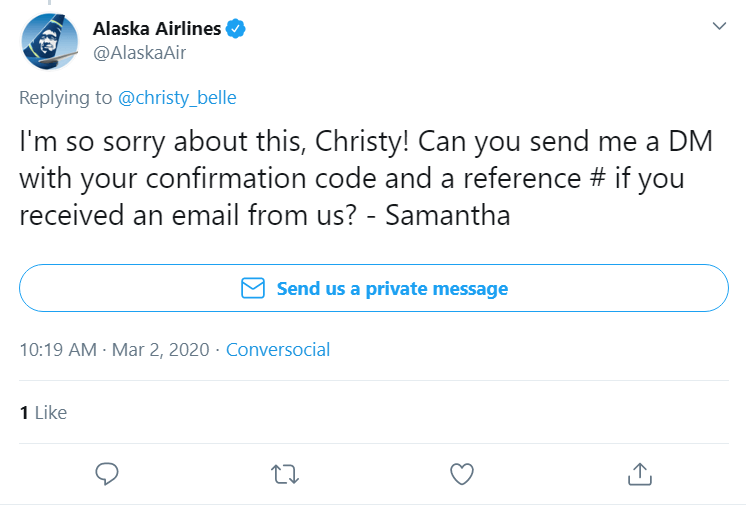 Alaska Airlines
@AlaskaAir
Replying to @christy_belle
I'm so sorry about this, Christy! Can you send me a DM
with your confirmation code and a reference # if you
received an email from us? - Samantha
Send us a private message
10:19 AM · Mar 2, 2020 · Conversocial
1 Like